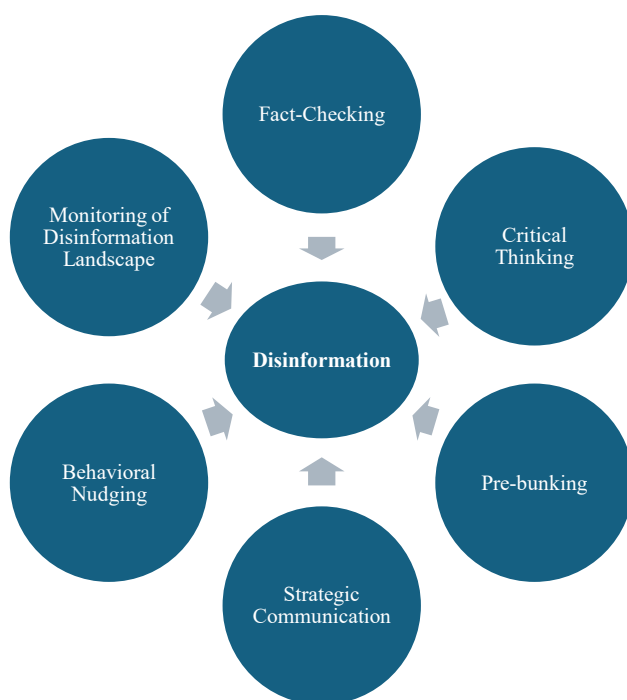 Fact-Checking
Monitoring of
Disinformation
Landscape
Critical
Thinking
Disinformation
Behavioral
Nudging
Pre-bunking
Strategic
Communication